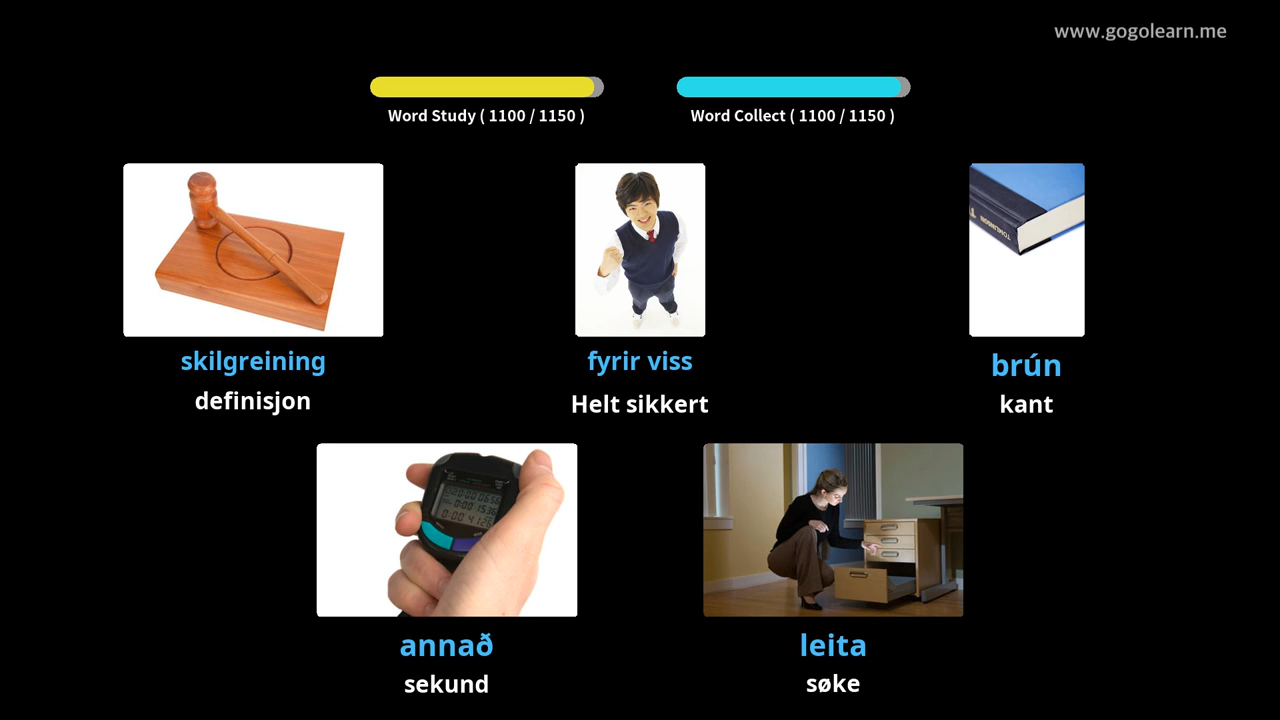 www.gogolearn.me
Word Study ( 1100 / 1150 )
Word Collect ( 1100 / 1150 )
TOMLINSON
skilgreining
fyrir viss
brún
definisjon
Helt sikkert
kant
annað
leita
sekund
søke